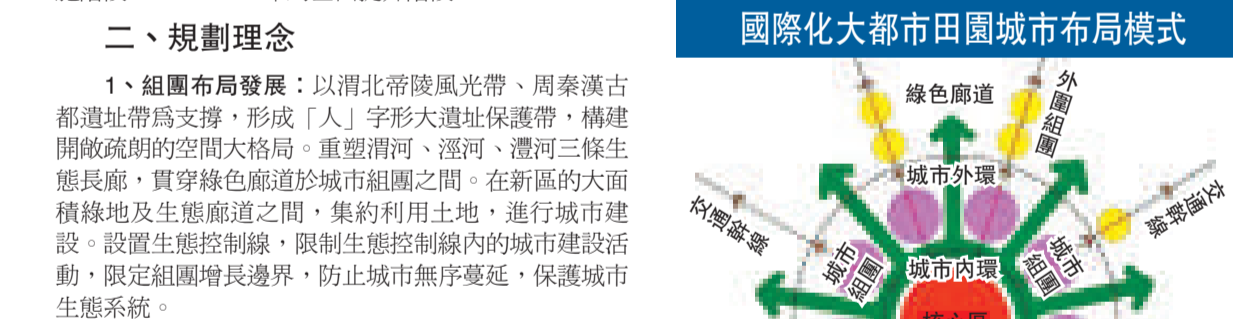 二、規劃理念
1、組團布局發展：以渭北帝陵風光帶、周秦漢古
都遺址帶爲支撐，形成「人」字形大遺址保護帶，構建
開敞疏朗的空間大格局。重塑渭河、涇河、灃河三條生
態長廊，貫穿綠色廊道於城市組團之間。在新區的大面
積綠地及生態廊道之間，集約利用土地，進行城市建
設。設置生態控制線，限制生態控制線內的城市建設活
動，限定組團增長邊界，防止城市無序蔓延，保護城市
生態系統。
國際化大都市田園城市布局模式
綠色廊道
外圍組團
城市外環
交通幹線
交通幹線
城市
組團
城市內環
城市
組團